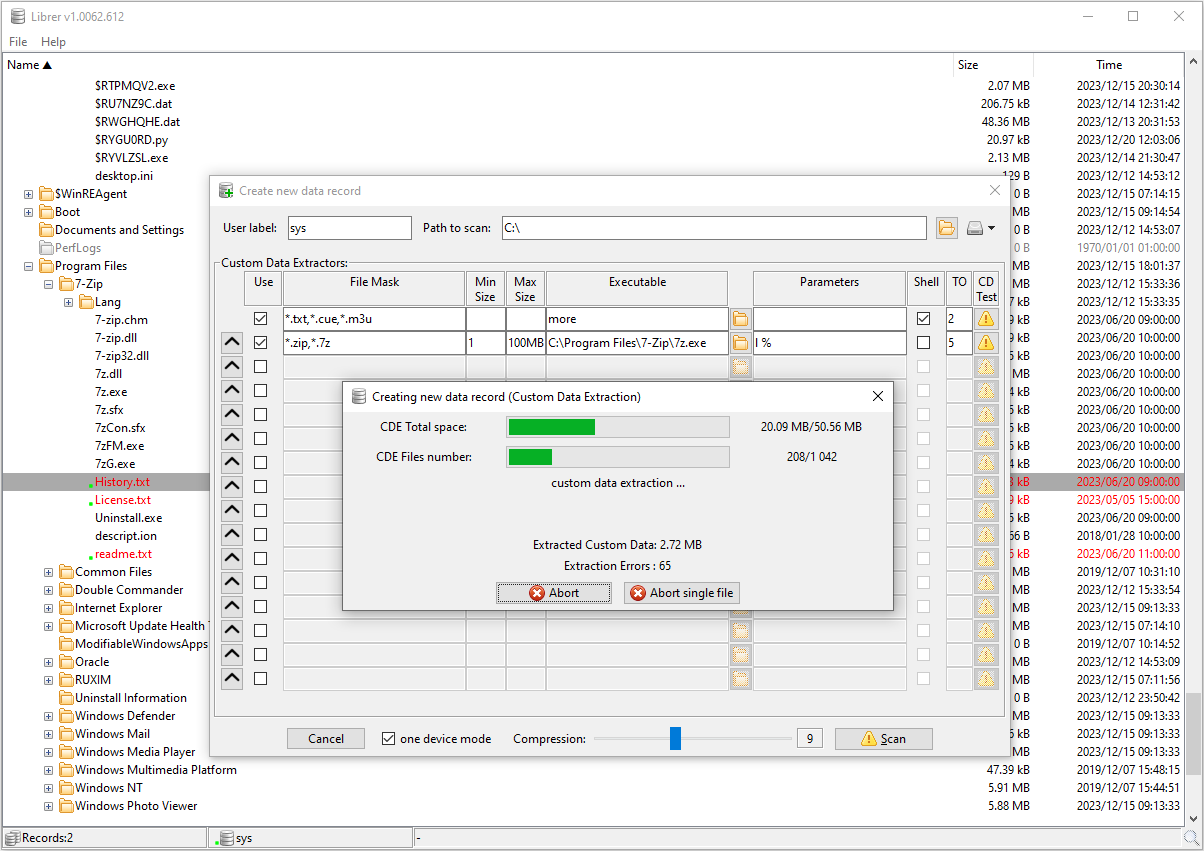 Librer v1.0062.612
File Help
Name ▲ Size Time
$RTPMQV2.exe 2.07 MB 2023/12/15 20:30:14
$RU7NZ9C.dat 206.75 kB 2023/12/14 12:31:42
$RWGHQHE.dat 48.36 MB 2023/12/13 20:31:53
$RYGU0RD.py 20.97 kB 2023/12/20 12:03:06
$RYVLZSL.exe 2.13 MB 2023/12/14 21:30:47
desktop.ini 129 B 2023/12/12 14:53:12
$WinREAgent 0 B 2023/12/15 07:14:15
Boot MB 2023/12/15 09:14:54
Documents and Settings 0 B 2023/12/12 14:53:07
PerfLogs 0 B 1970/01/01 01:00:00
Program Files MB 2023/12/15 18:01:37
7-Zip MB 2023/12/12 15:33:36
Lang kB 2023/12/12 15:33:35
7-zip.chm kB 2023/06/20 09:00:00
7-zip.dll kB 2023/06/20 10:00:00
7-zip32.dll kB 2023/06/20 10:00:00
7z.dll MB 2023/06/20 10:00:00
7z.exe kB 2023/06/20 10:00:00
7z.sfx kB 2023/06/20 10:00:00
7zCon.sfx kB 2023/06/20 10:00:00
7zFM.exe kB 2023/06/20 10:00:00
7zG.exe kB 2023/06/20 10:00:00
History.txt kB 2023/06/20 09:00:00
License.txt kB 2023/05/05 15:00:00
Uninstall.exe kB 2023/06/20 09:00:00
descript.ion B 2018/01/28 10:00:00
readme.txt kB 2023/06/20 11:00:00
Common Files MB 2019/12/07 10:31:10
Double Commander MB 2023/12/12 15:33:54
Internet Explorer MB 2023/12/15 09:13:33
Microsoft Update Health MB 2023/12/15 07:14:10
ModifiableWindowsApps 0 B 2019/12/07 10:14:52
Oracle MB 2023/12/12 14:53:09
RUXIM MB 2023/12/15 07:11:56
Uninstall Information 0 B 2023/12/12 23:50:42
Windows Defender MB 2023/12/15 09:13:33
Windows Mail kB 2023/12/15 09:13:33
Windows Media Player MB 2023/12/15 09:13:33
Windows Multimedia Platform 47.39 kB 2019/12/07 15:48:15
Windows NT 5.91 MB 2019/12/07 15:44:51
Windows Photo Viewer 5.88 MB 2023/12/15 09:13:33
Create new data record
User label: sys Path to scan: C:\
Custom Data Extractors:
Use File Mask Min Size Max Size Executable Parameters Shell TO CD Test
*.txt,*.cue,*.m3u more 2
*.zip,*.7z 1 100MB C:\Program Files\7-Zip\7z.exe l % 5
Creating new data record (Custom Data Extraction)
CDE Total space: 20.09 MB/50.56 MB
CDE Files number: 208/1 042
custom data extraction ...
Extracted Custom Data: 2.72 MB
Extraction Errors : 65
Abort Abort single file
Cancel one device mode Compression: 9 Scan
Records:2 sys -